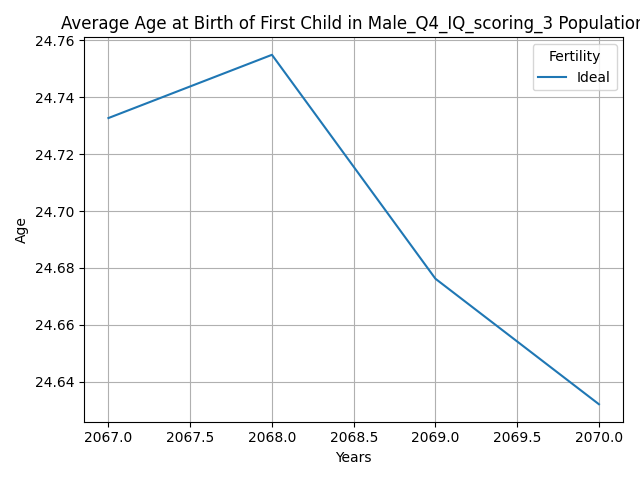 Average Age at Birth of First Child in Male_Q4_IQ_scoring_3 Population
24.76
24.74
24.72
24.70
24.68
24.66
24.64
Age
Fertility
Ideal
2067.0 2067.5 2068.0 2068.5 2069.0 2069.5 2070.0
Years